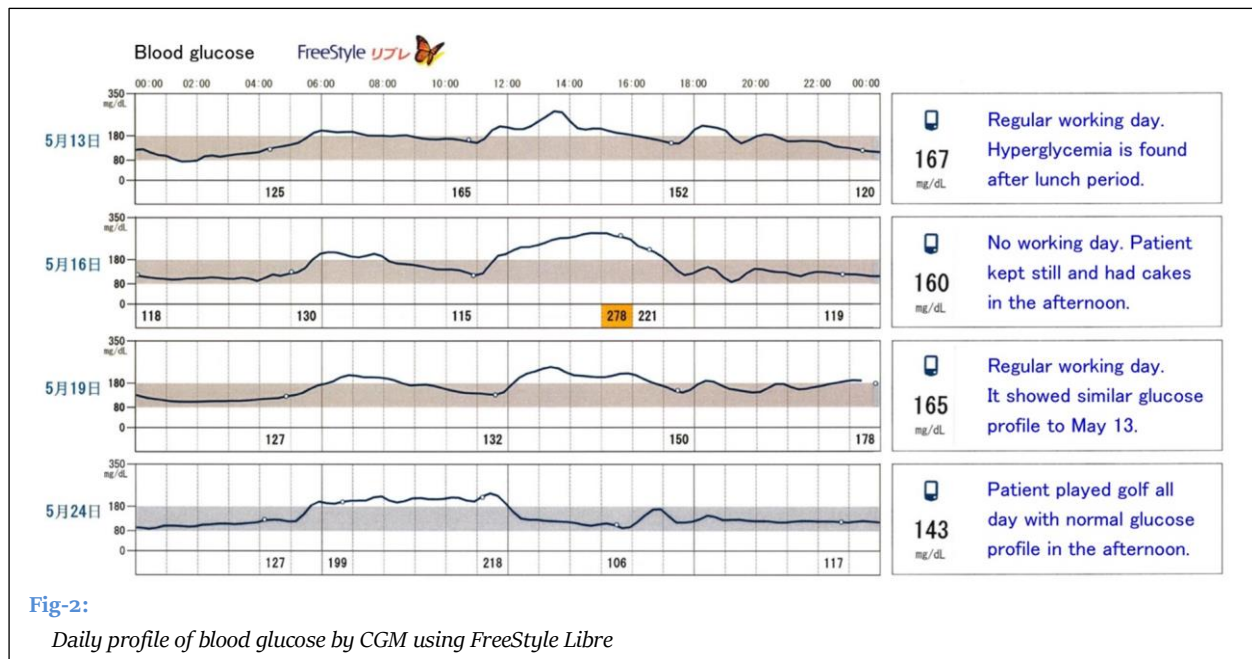 Blood glucose FreeStyle リブレ
00:00 02:00 04:00 06:00 08:00 10:00 12:00 14:00 16:00 18:00 20:00 22:00 00:00
350
mg/dL
5月13日
180
80
0
125 165 152 120
167
mg/dL
Regular working day.
Hyperglycemia is found
after lunch period.
350
mg/dL
5月16日
180
80
0
118 130 115 278 221 119
160
mg/dL
No working day. Patient
kept still and had cakes
in the afternoon.
350
mg/dL
5月19日
180
80
0
127 132 150 178
165
mg/dL
Regular working day.
It showed similar glucose
profile to May 13.
350
mg/dL
5月24日
180
80
0
127 199 218 106 117
143
mg/dL
Patient played golf all
day with normal glucose
profile in the afternoon.
Fig-2:
Daily profile of blood glucose by CGM using FreeStyle Libre